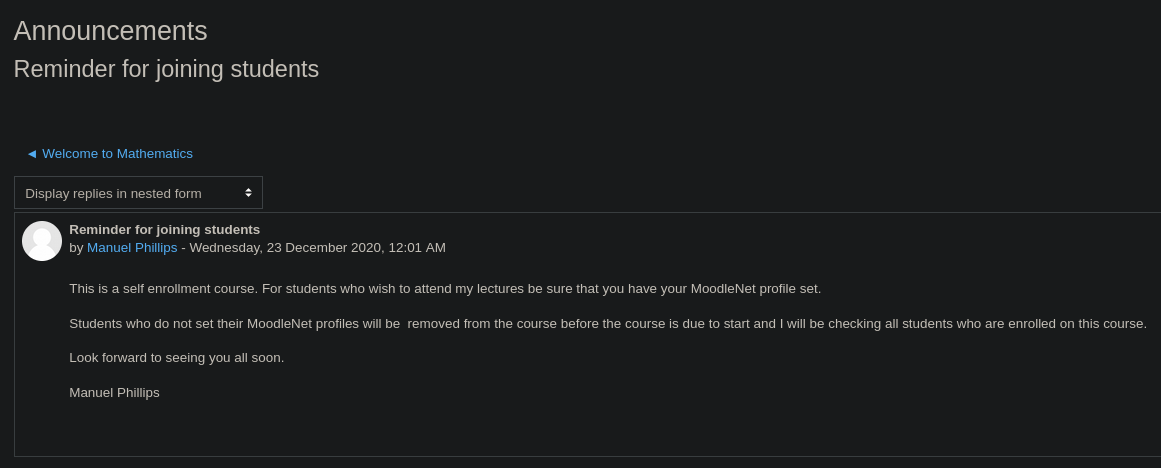 Announcements
Reminder for joining students
◄ Welcome to Mathematics
Display replies in nested form
Reminder for joining students
by Manuel Phillips - Wednesday, 23 December 2020, 12:01 AM
This is a self enrollment course. For students who wish to attend my lectures be sure that you have your MoodleNet profile set.
Students who do not set their MoodleNet profiles will be  removed from the course before the course is due to start and I will be checking all students who are enrolled on this course.
Look forward to seeing you all soon.
Manuel Phillips